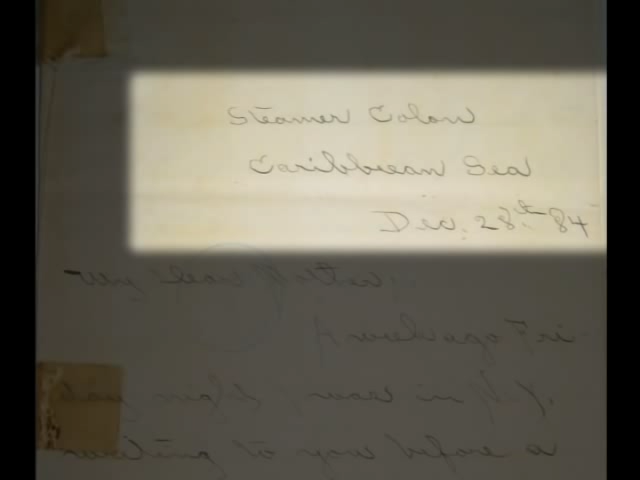 Steamer Colon
Caribbean Sea
Dec. 28th 84
My dear Mother
A week ago Fri-
day night I was in N.Y.
writing to you before a